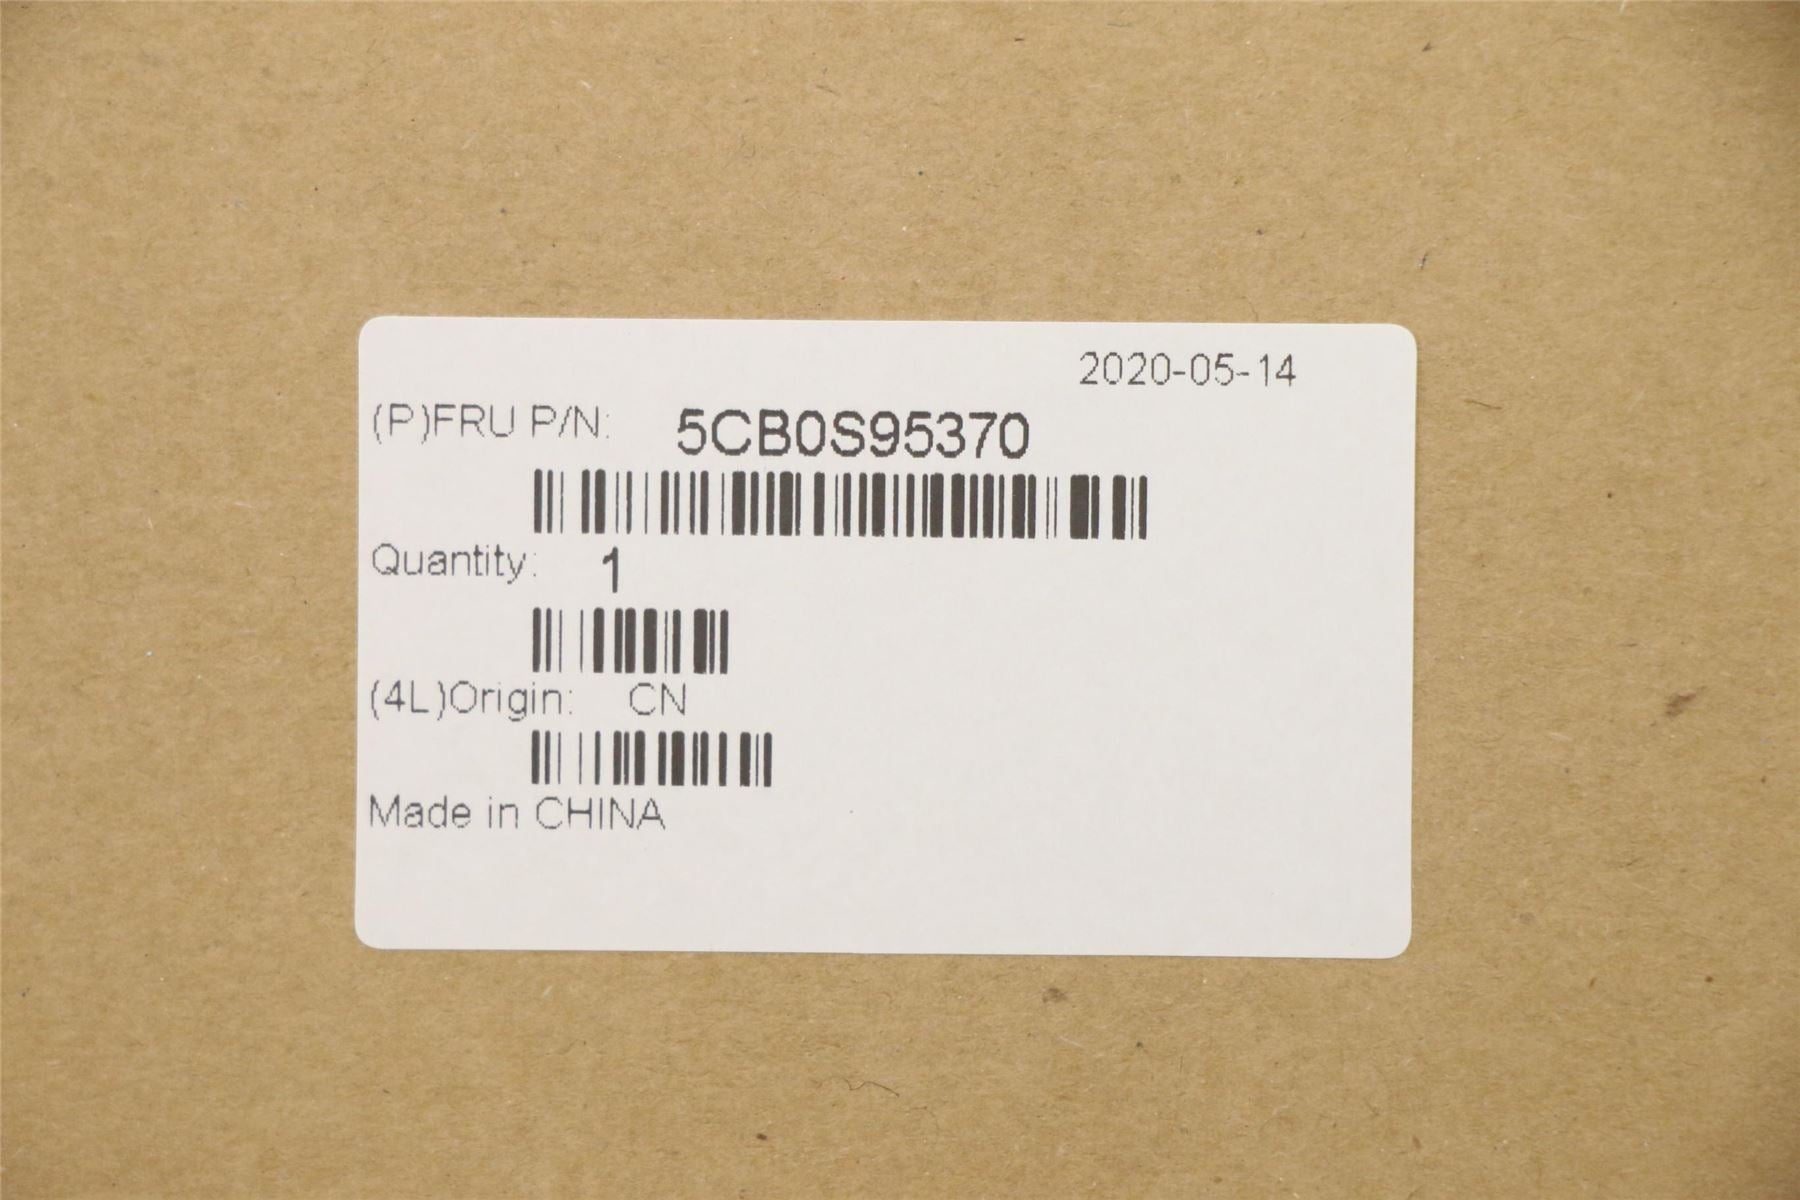 2020-05-14
(P)FRU P/N: 5CB0S95370
Quantity: 1
(4L)Origin: CN
Made in CHINA